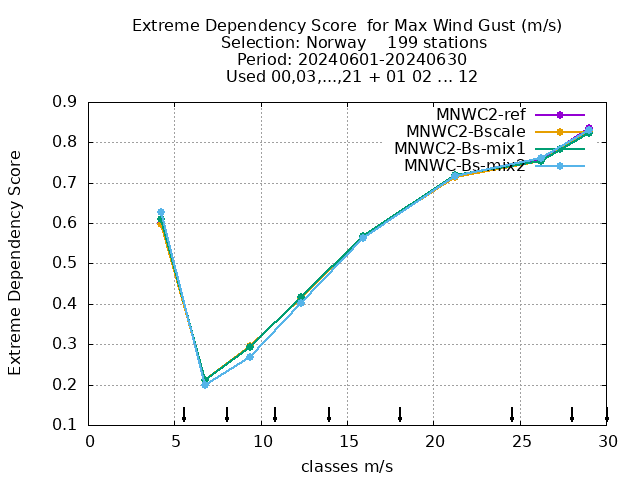 Extreme Dependency Score  for Max Wind Gust (m/s)
Selection: Norway    199 stations
Period: 20240601-20240630
Used 00,03,...,21 + 01 02 ... 12
Extreme Dependency Score
0.9
0.8
0.7
0.6
0.5
0.4
0.3
0.2
0.1
MNWC2-ref
MNWC2-Bscale
MNWC2-Bs-mix1
MNWC-Bs-mix2
0 5 10 15 20 25 30
classes m/s